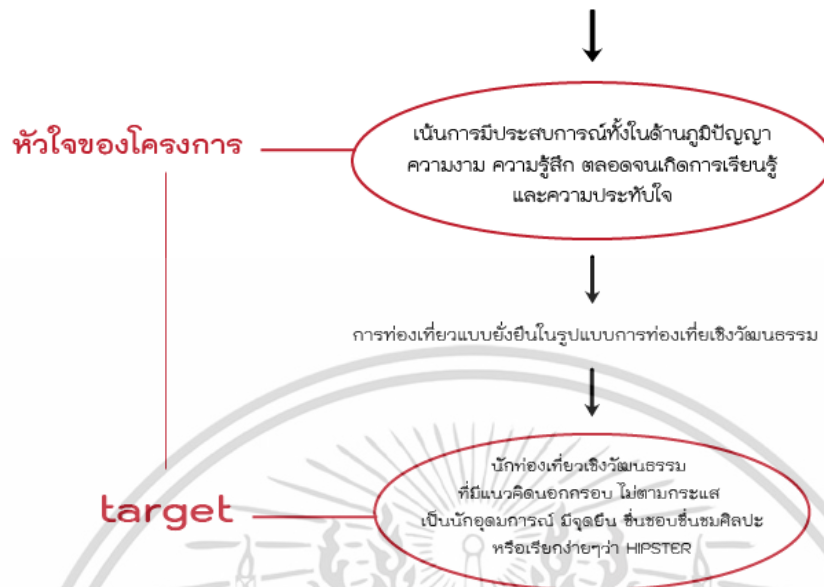 หัวใจของโครงการ
เน้นการมีประสบการณ์ทั้งในด้านภูมิปัญญา
ความงาม ความรู้สึก ตลอดจนเกิดการเรียนรู้
และความประทับใจ
การท่องเที่ยวแบบยั่งยืนในรูปแบบการท่องเที่ยเชิงวัฒนธรรม
target
นักท่องเที่ยวเชิงวัฒนธรรม
ที่มีแนวคิดนอกกรอบ ไม่ตามกระแส
เป็นนักอุดมการณ์ มีจุดยืน ชื่นชอบชื่นชมศิลปะ
หรือเรียกง่ายๆว่า HIPSTER